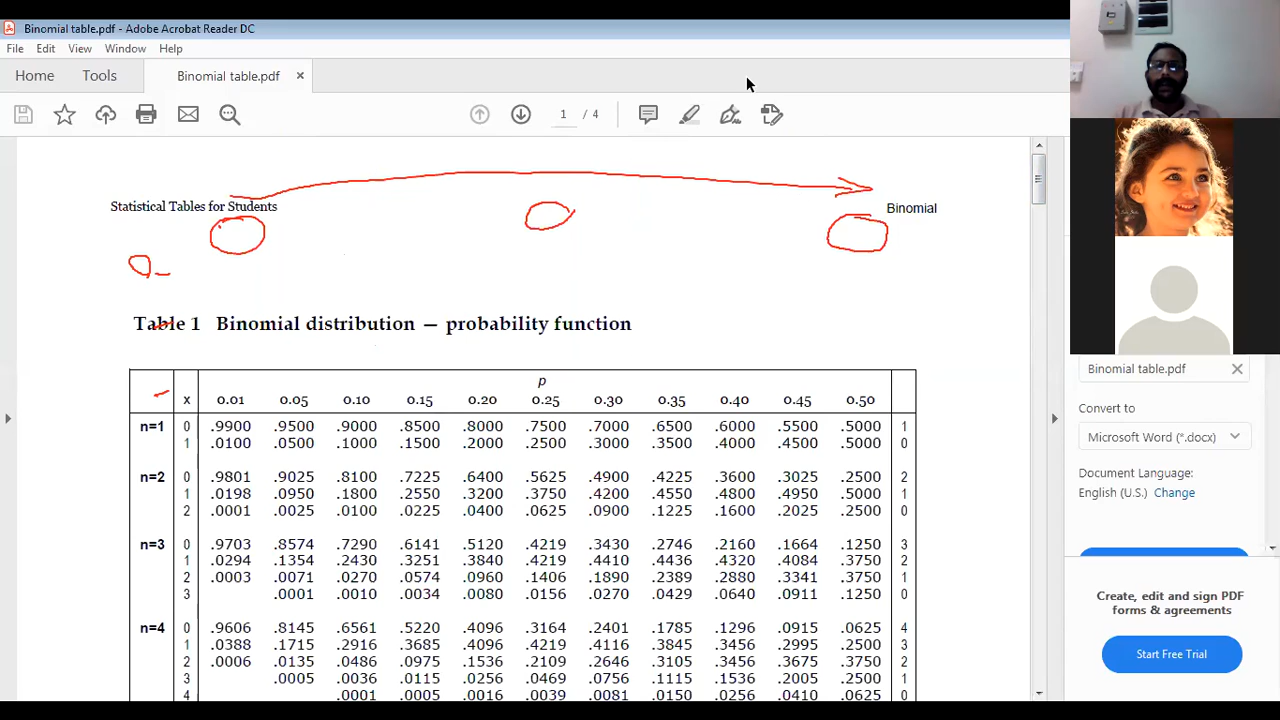 Binomial table.pdf - Adobe Acrobat Reader DC
File Edit View Window Help
Home Tools Binomial table.pdf ×
1 / 4
Statistical Tables for Students
Binomial
Table 1 Binomial distribution — probability function
p
x 0.01 0.05 0.10 0.15 0.20 0.25 0.30 0.35 0.40 0.45 0.50
n=1 0 .9900 .9500 .9000 .8500 .8000 .7500 .7000 .6500 .6000 .5500 .5000 1
1 .0100 .0500 .1000 .1500 .2000 .2500 .3000 .3500 .4000 .4500 .5000 0
n=2 0 .9801 .9025 .8100 .7225 .6400 .5625 .4900 .4225 .3600 .3025 .2500 2
1 .0198 .0950 .1800 .2550 .3200 .3750 .4200 .4550 .4800 .4950 .5000 1
2 .0001 .0025 .0100 .0225 .0400 .0625 .0900 .1225 .1600 .2025 .2500 0
n=3 0 .9703 .8574 .7290 .6141 .5120 .4219 .3430 .2746 .2160 .1664 .1250 3
1 .0294 .1354 .2430 .3251 .3840 .4219 .4410 .4436 .4320 .4084 .3750 2
2 .0003 .0071 .0270 .0574 .0960 .1406 .1890 .2389 .2880 .3341 .3750 1
3 .0001 .0010 .0034 .0080 .0156 .0270 .0429 .0640 .0911 .1250 0
n=4 0 .9606 .8145 .6561 .5220 .4096 .3164 .2401 .1785 .1296 .0915 .0625 4
1 .0388 .1715 .2916 .3685 .4096 .4219 .4116 .3845 .3456 .2995 .2500 3
2 .0006 .0135 .0486 .0975 .1536 .2109 .2646 .3105 .3456 .3675 .3750 2
3 .0005 .0036 .0115 .0256 .0469 .0756 .1115 .1536 .2005 .2500 1
4 .0001 .0005 .0016 .0039 .0081 .0150 .0256 .0410 .0625 0
Binomial table.pdf
Convert to
Microsoft Word (*.docx)
Document Language:
English (U.S.) Change
Create, edit and sign PDF
forms & agreements
Start Free Trial